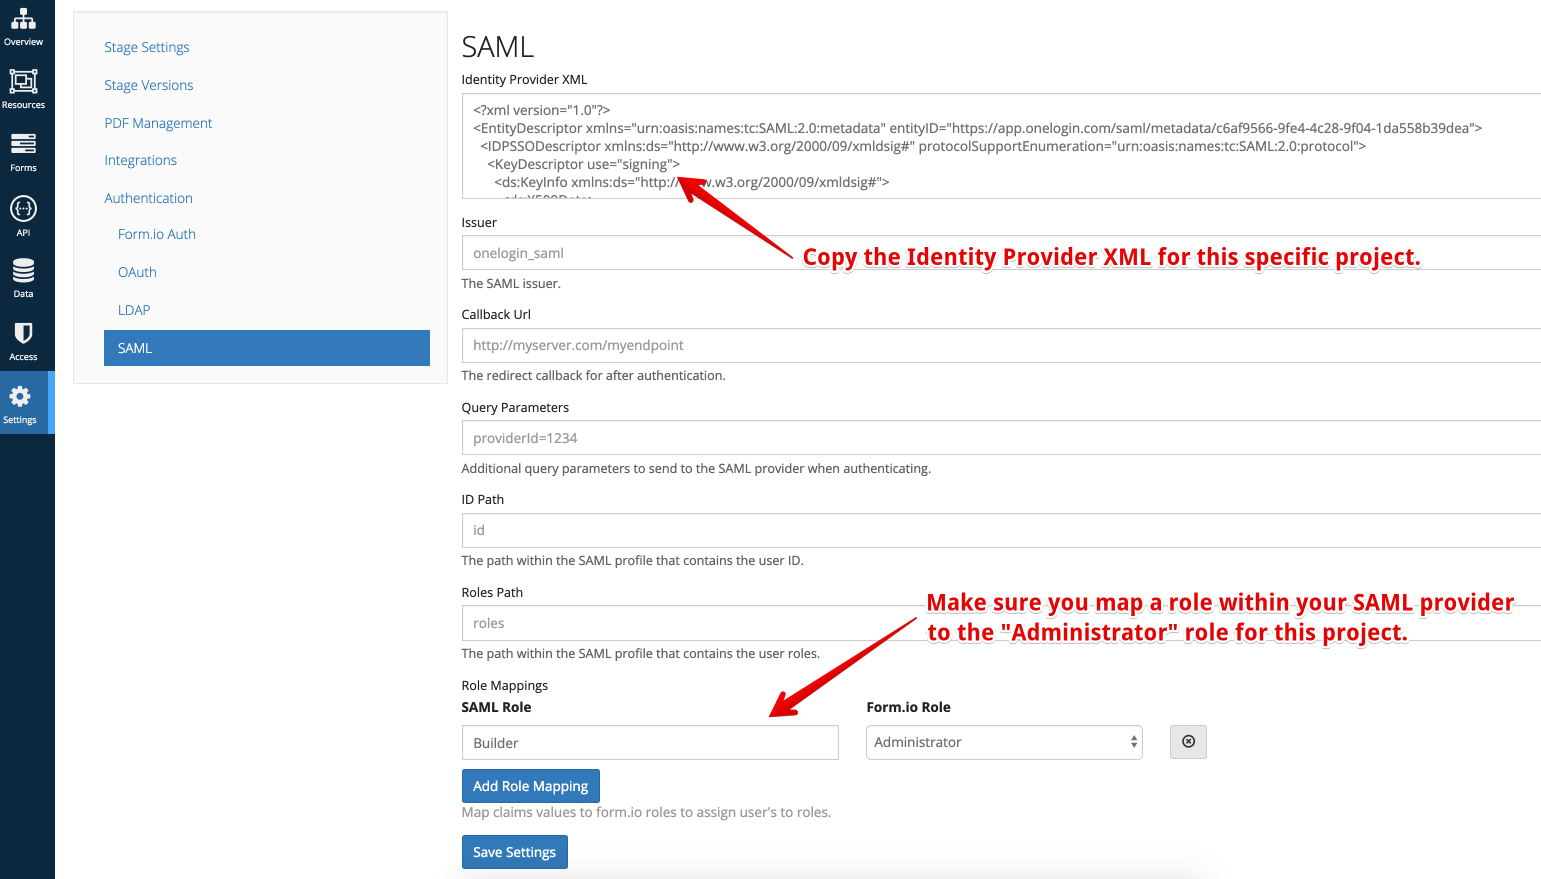 Overview
Resources
Forms
API
Data
Access
Settings
Stage Settings
Stage Versions
PDF Management
Integrations
Authentication
Form.io Auth
OAuth
LDAP
SAML
SAML
Identity Provider XML
<?xml version="1.0"?>
<EntityDescriptor xmlns="urn:oasis:names:tc:SAML:2.0:metadata" entityID="https://app.onelogin.com/saml/metadata/c6af9566-9fe4-4c28-9f04-1da558b39dea">
<IDPSSODescriptor xmlns:ds="http://www.w3.org/2000/09/xmldsig#" protocolSupportEnumeration="urn:oasis:names:tc:SAML:2.0:protocol">
<KeyDescriptor use="signing">
<ds:KeyInfo xmlns:ds="http://www.w3.org/2000/09/xmldsig#">
Issuer
onelogin_saml
Copy the Identity Provider XML for this specific project.
The SAML issuer.
Callback Url
http://myserver.com/myendpoint
The redirect callback for after authentication.
Query Parameters
providerId=1234
Additional query parameters to send to the SAML provider when authenticating.
ID Path
id
The path within the SAML profile that contains the user ID.
Roles Path
Make sure you map a role within your SAML provider
to the "Administrator" role for this project.
roles
The path within the SAML profile that contains the user roles.
Role Mappings
SAML Role
Form.io Role
Builder
Administrator
Add Role Mapping
Map claims values to form.io roles to assign user's to roles.
Save Settings